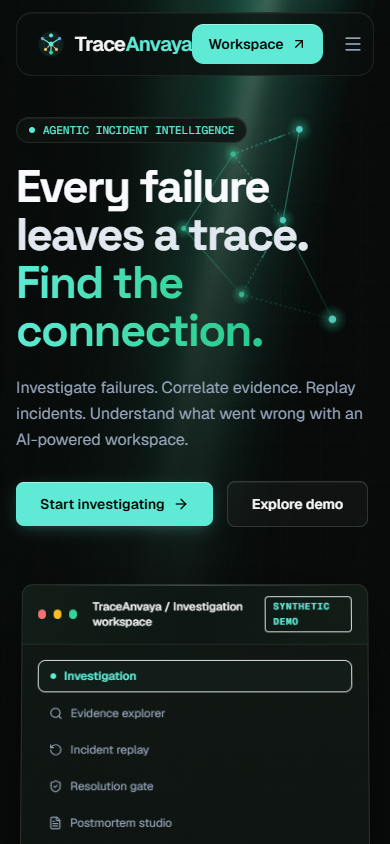 TraceAnvaya
Workspace
AGENTIC INCIDENT INTELLIGENCE
Every failure
leaves a trace.
Find the
connection.
Investigate failures. Correlate evidence. Replay
incidents. Understand what went wrong with an
AI-powered workspace.
Start investigating
Explore demo
TraceAnvaya / Investigation
workspace
SYNTHETIC
DEMO
Investigation
Evidence explorer
Incident replay
Resolution gate
Postmortem studio